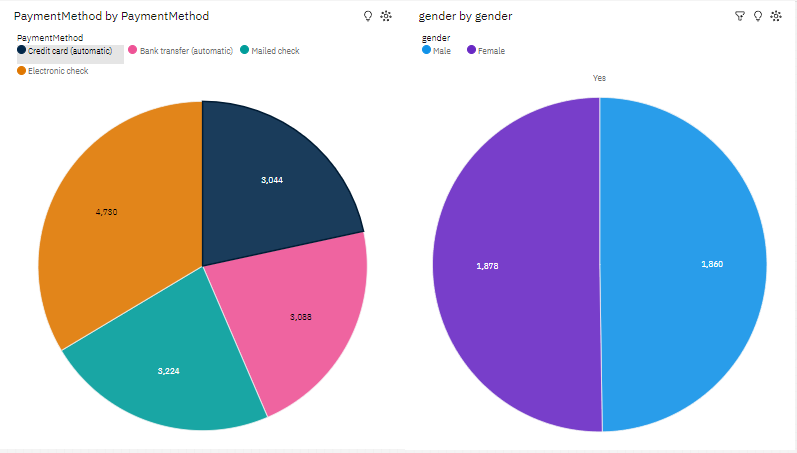 PaymentMethod by PaymentMethod
PaymentMethod
Credit card (automatic) Bank transfer (automatic) Mailed check
Electronic check
3,044
4,730
3,088
3,224
gender by gender
gender
Male Female
Yes
1,878
1,860